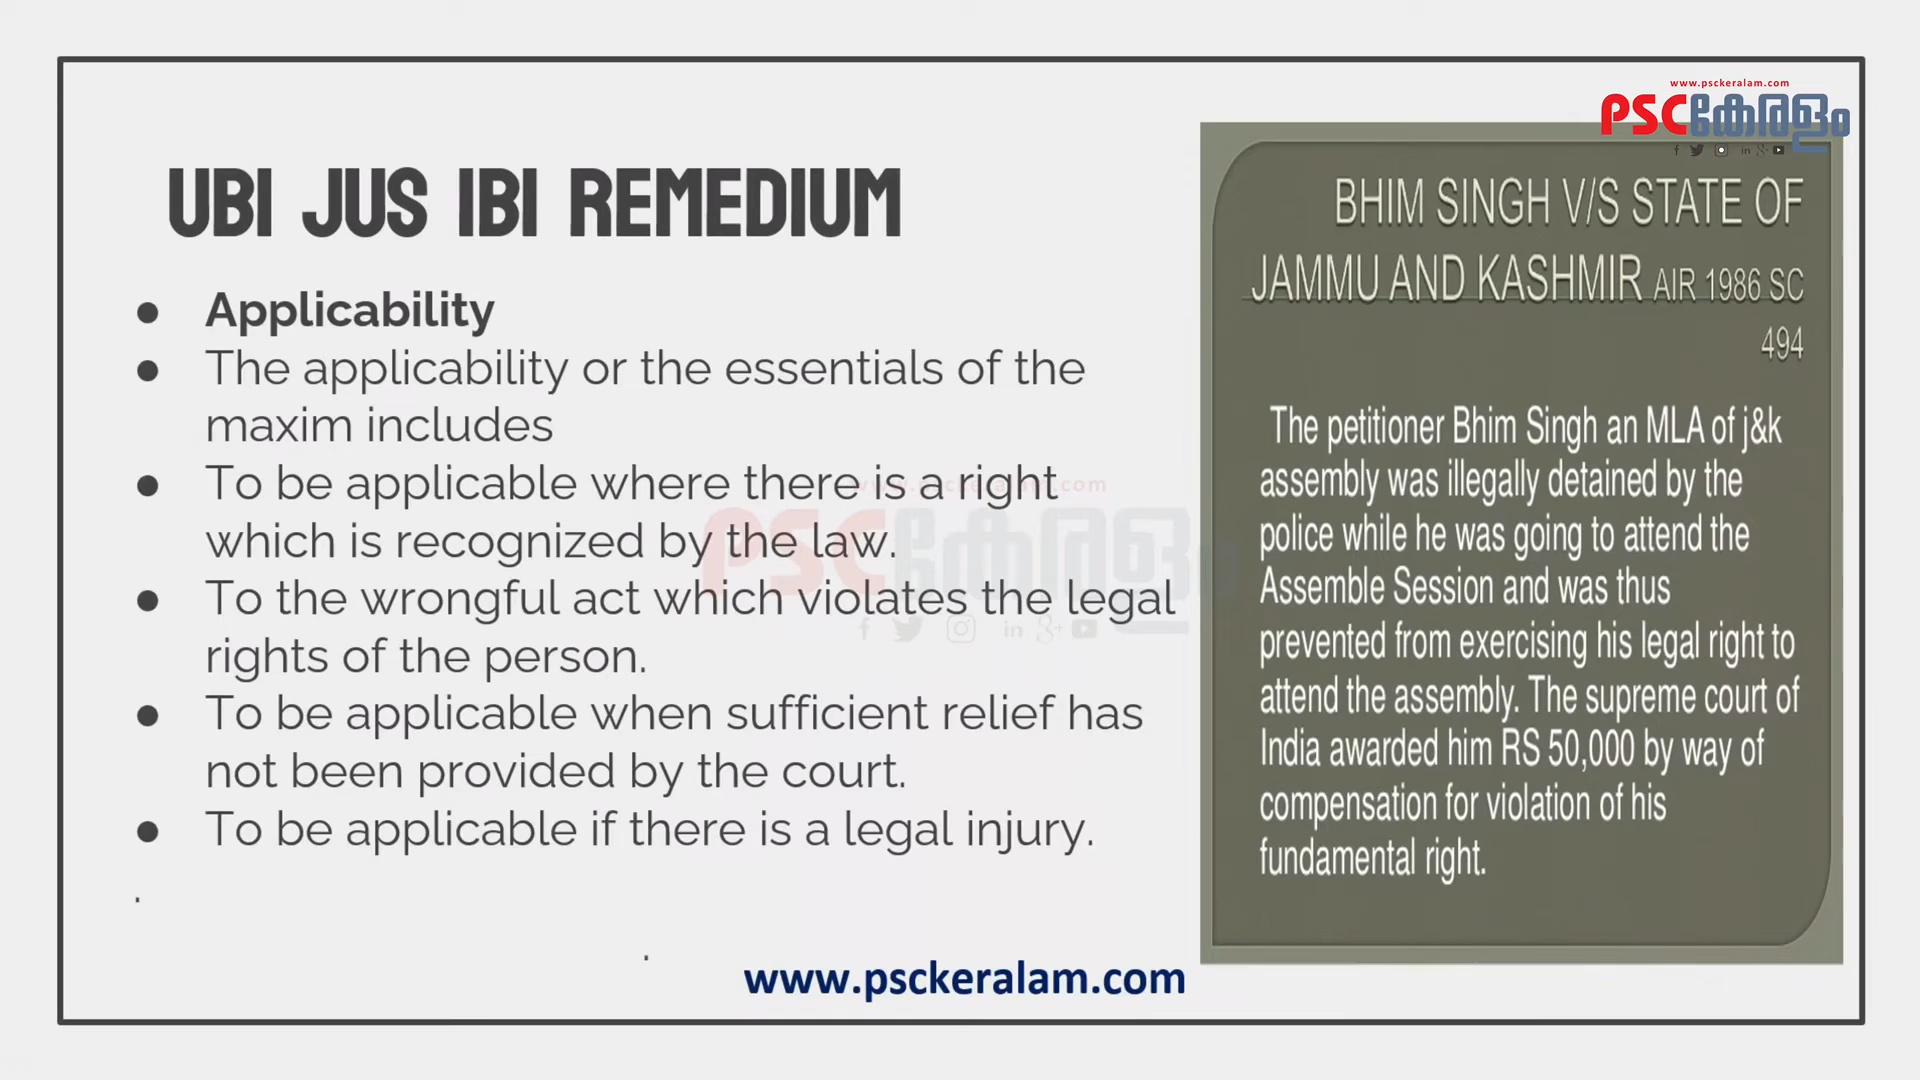 www.psckeralam.com
PSCകേരളം
UBI JUS IBI REMEDIUM
● Applicability
● The applicability or the essentials of the
maxim includes
● To be applicable where there is a right
which is recognized by the law.
● To the wrongful act which violates the legal
rights of the person.
● To be applicable when sufficient relief has
not been provided by the court.
● To be applicable if there is a legal injury.
.
.
www.psckeralam.com
BHIM SINGH V/S STATE OF
JAMMU AND KASHMIR AIR 1986 SC
494
The petitioner Bhim Singh an MLA of j&k
assembly was illegally detained by the
police while he was going to attend the
Assemble Session and was thus
prevented from exercising his legal right to
attend the assembly. The supreme court of
India awarded him RS 50,000 by way of
compensation for violation of his
fundamental right.
www.psckeralam.com
PSCകേരളം